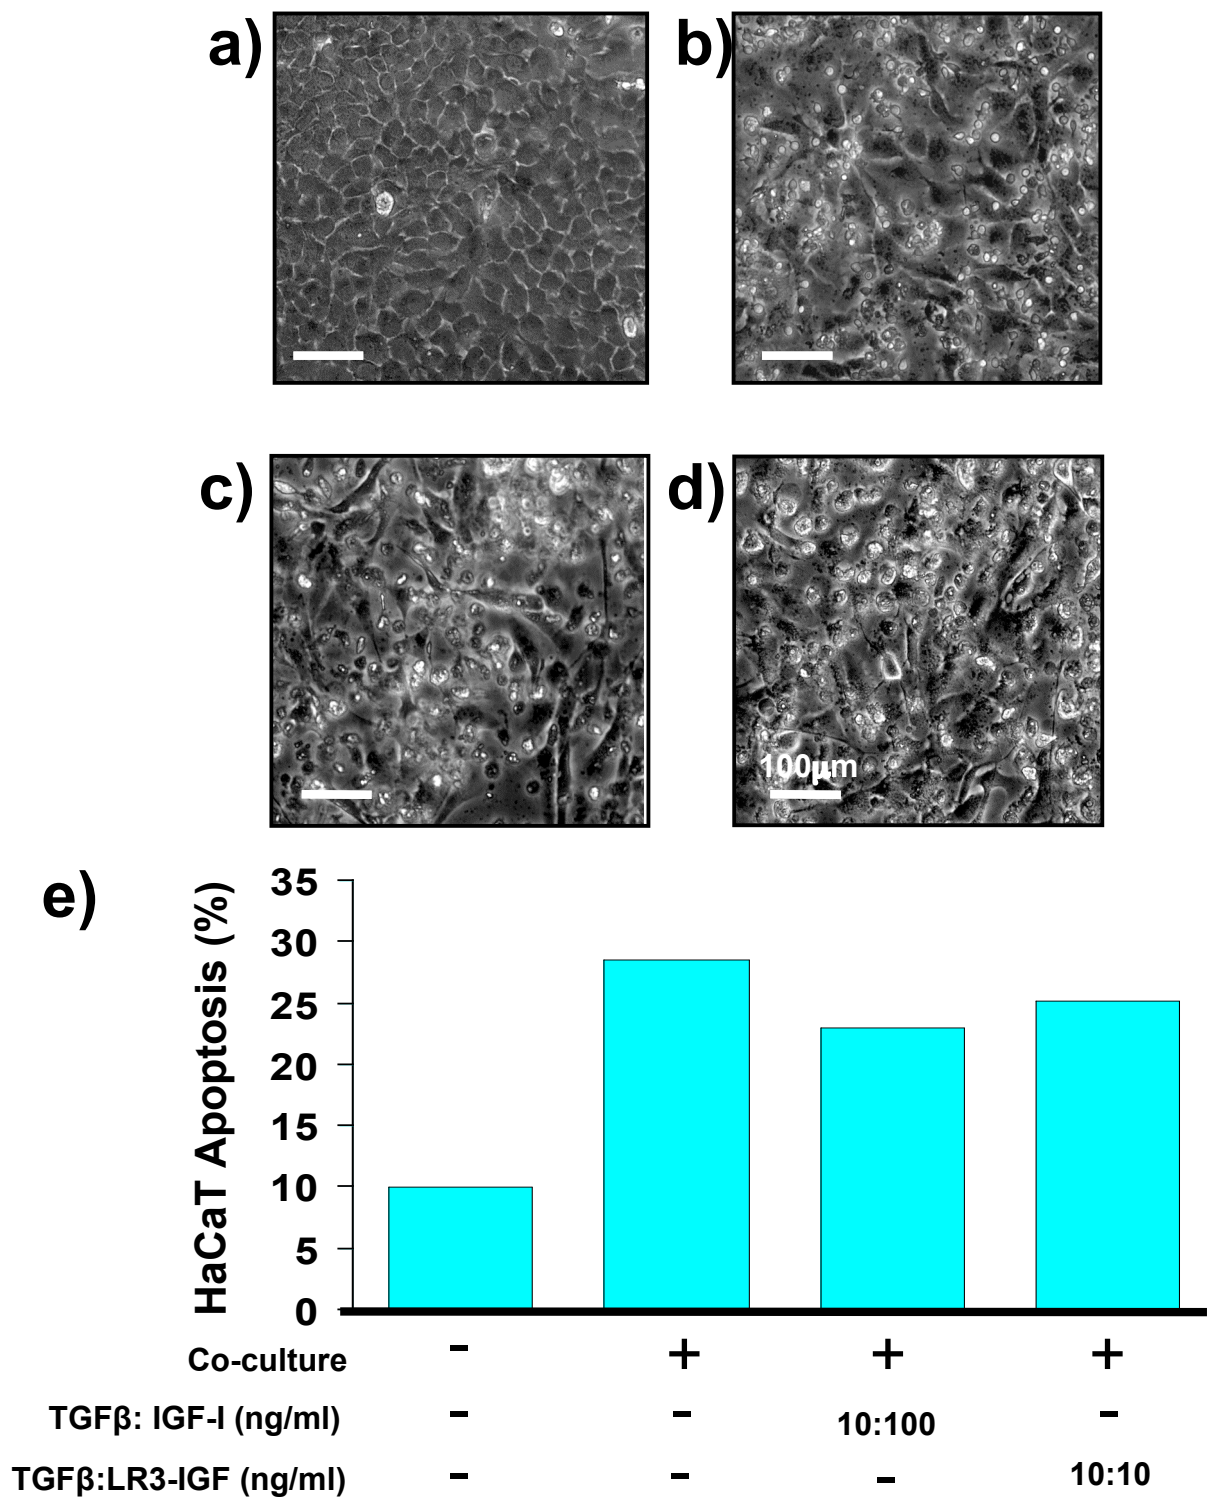 a)
b)
c)
d)
100μm
e)
HaCaT Apoptosis (%)
35
30
25
20
15
10
5
0
Co-culture - + + +
TGFβ: IGF-I (ng/ml) - - 10:100 -
TGFβ:LR3-IGF (ng/ml) - - - 10:10